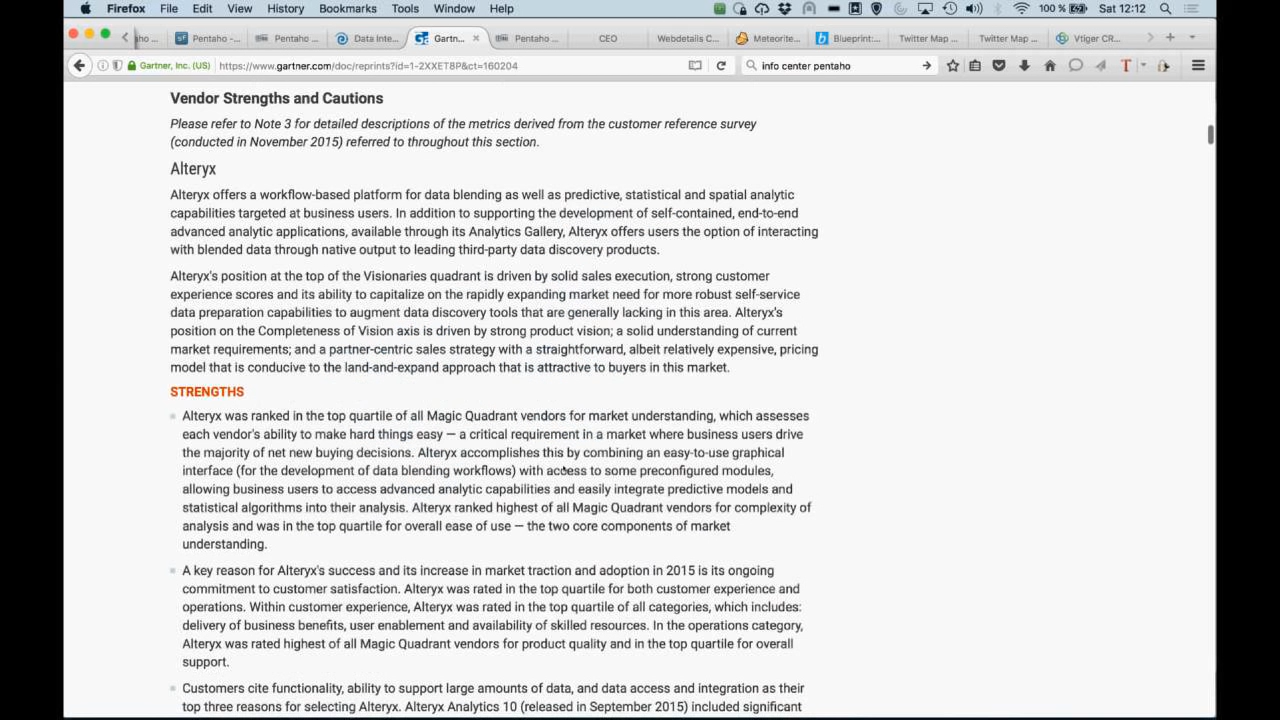 Firefox File Edit View History Bookmarks Tools Window Help 100 % Sat 12:12
ho ... Pentaho -... Pentaho ... Data Inte... Gartn... Pentaho ... CEO Webdetails C... Meteorite... Blueprint:... Twitter Map ... Twitter Map ... Vtiger CR...
Gartner, Inc. (US) https://www.gartner.com/doc/reprints?id=1-2XXET8P&ct=160204 info center pentaho
Vendor Strengths and Cautions
Please refer to Note 3 for detailed descriptions of the metrics derived from the customer reference survey
(conducted in November 2015) referred to throughout this section.
Alteryx
Alteryx offers a workflow-based platform for data blending as well as predictive, statistical and spatial analytic
capabilities targeted at business users. In addition to supporting the development of self-contained, end-to-end
advanced analytic applications, available through its Analytics Gallery, Alteryx offers users the option of interacting
with blended data through native output to leading third-party data discovery products.
Alteryx's position at the top of the Visionaries quadrant is driven by solid sales execution, strong customer
experience scores and its ability to capitalize on the rapidly expanding market need for more robust self-service
data preparation capabilities to augment data discovery tools that are generally lacking in this area. Alteryx's
position on the Completeness of Vision axis is driven by strong product vision; a solid understanding of current
market requirements; and a partner-centric sales strategy with a straightforward, albeit relatively expensive, pricing
model that is conducive to the land-and-expand approach that is attractive to buyers in this market.
STRENGTHS
Alteryx was ranked in the top quartile of all Magic Quadrant vendors for market understanding, which assesses
each vendor's ability to make hard things easy — a critical requirement in a market where business users drive
the majority of net new buying decisions. Alteryx accomplishes this by combining an easy-to-use graphical
interface (for the development of data blending workflows) with access to some preconfigured modules,
allowing business users to access advanced analytic capabilities and easily integrate predictive models and
statistical algorithms into their analysis. Alteryx ranked highest of all Magic Quadrant vendors for complexity of
analysis and was in the top quartile for overall ease of use — the two core components of market
understanding.
A key reason for Alteryx's success and its increase in market traction and adoption in 2015 is its ongoing
commitment to customer satisfaction. Alteryx was rated in the top quartile for both customer experience and
operations. Within customer experience, Alteryx was rated in the top quartile of all categories, which includes:
delivery of business benefits, user enablement and availability of skilled resources. In the operations category,
Alteryx was rated highest of all Magic Quadrant vendors for product quality and in the top quartile for overall
support.
Customers cite functionality, ability to support large amounts of data, and data access and integration as their
top three reasons for selecting Alteryx. Alteryx Analytics 10 (released in September 2015) included significant